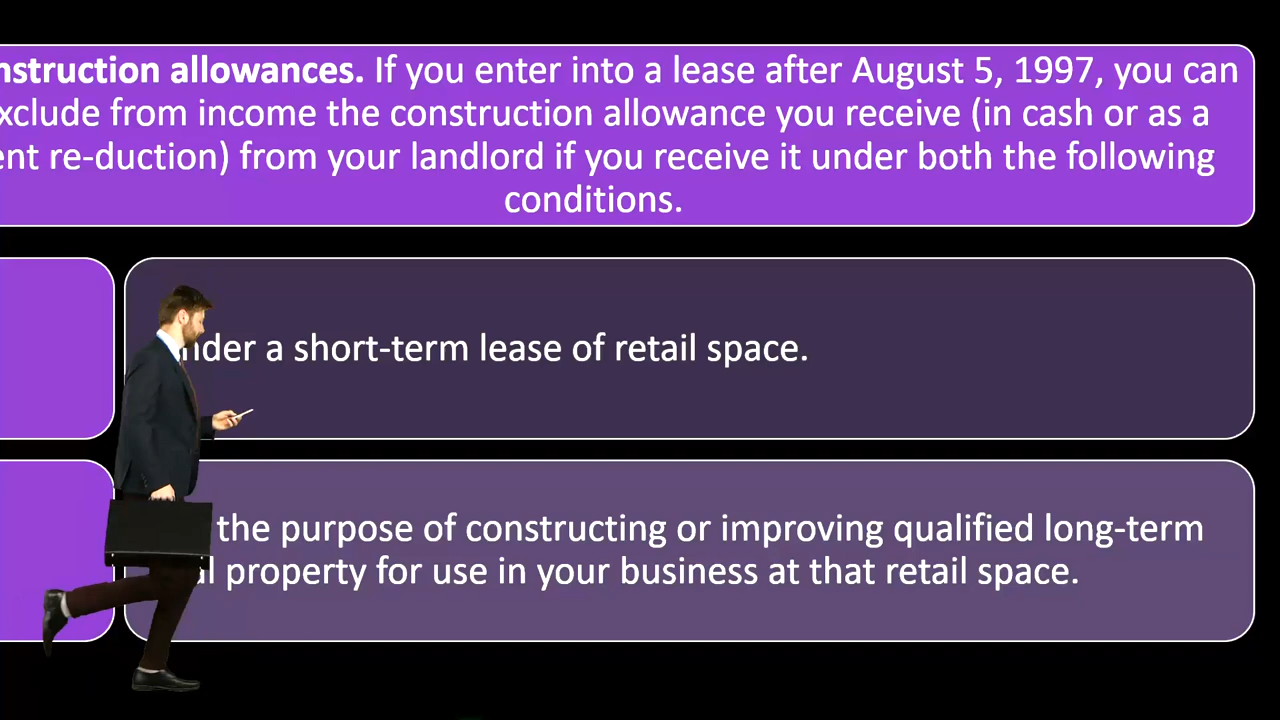 nstruction allowances. If you enter into a lease after August 5, 1997, you can
xclude from income the construction allowance you receive (in cash or as a
ent re-duction) from your landlord if you receive it under both the following
conditions.
nder a short-term lease of retail space.
the purpose of constructing or improving qualified long-term
l property for use in your business at that retail space.